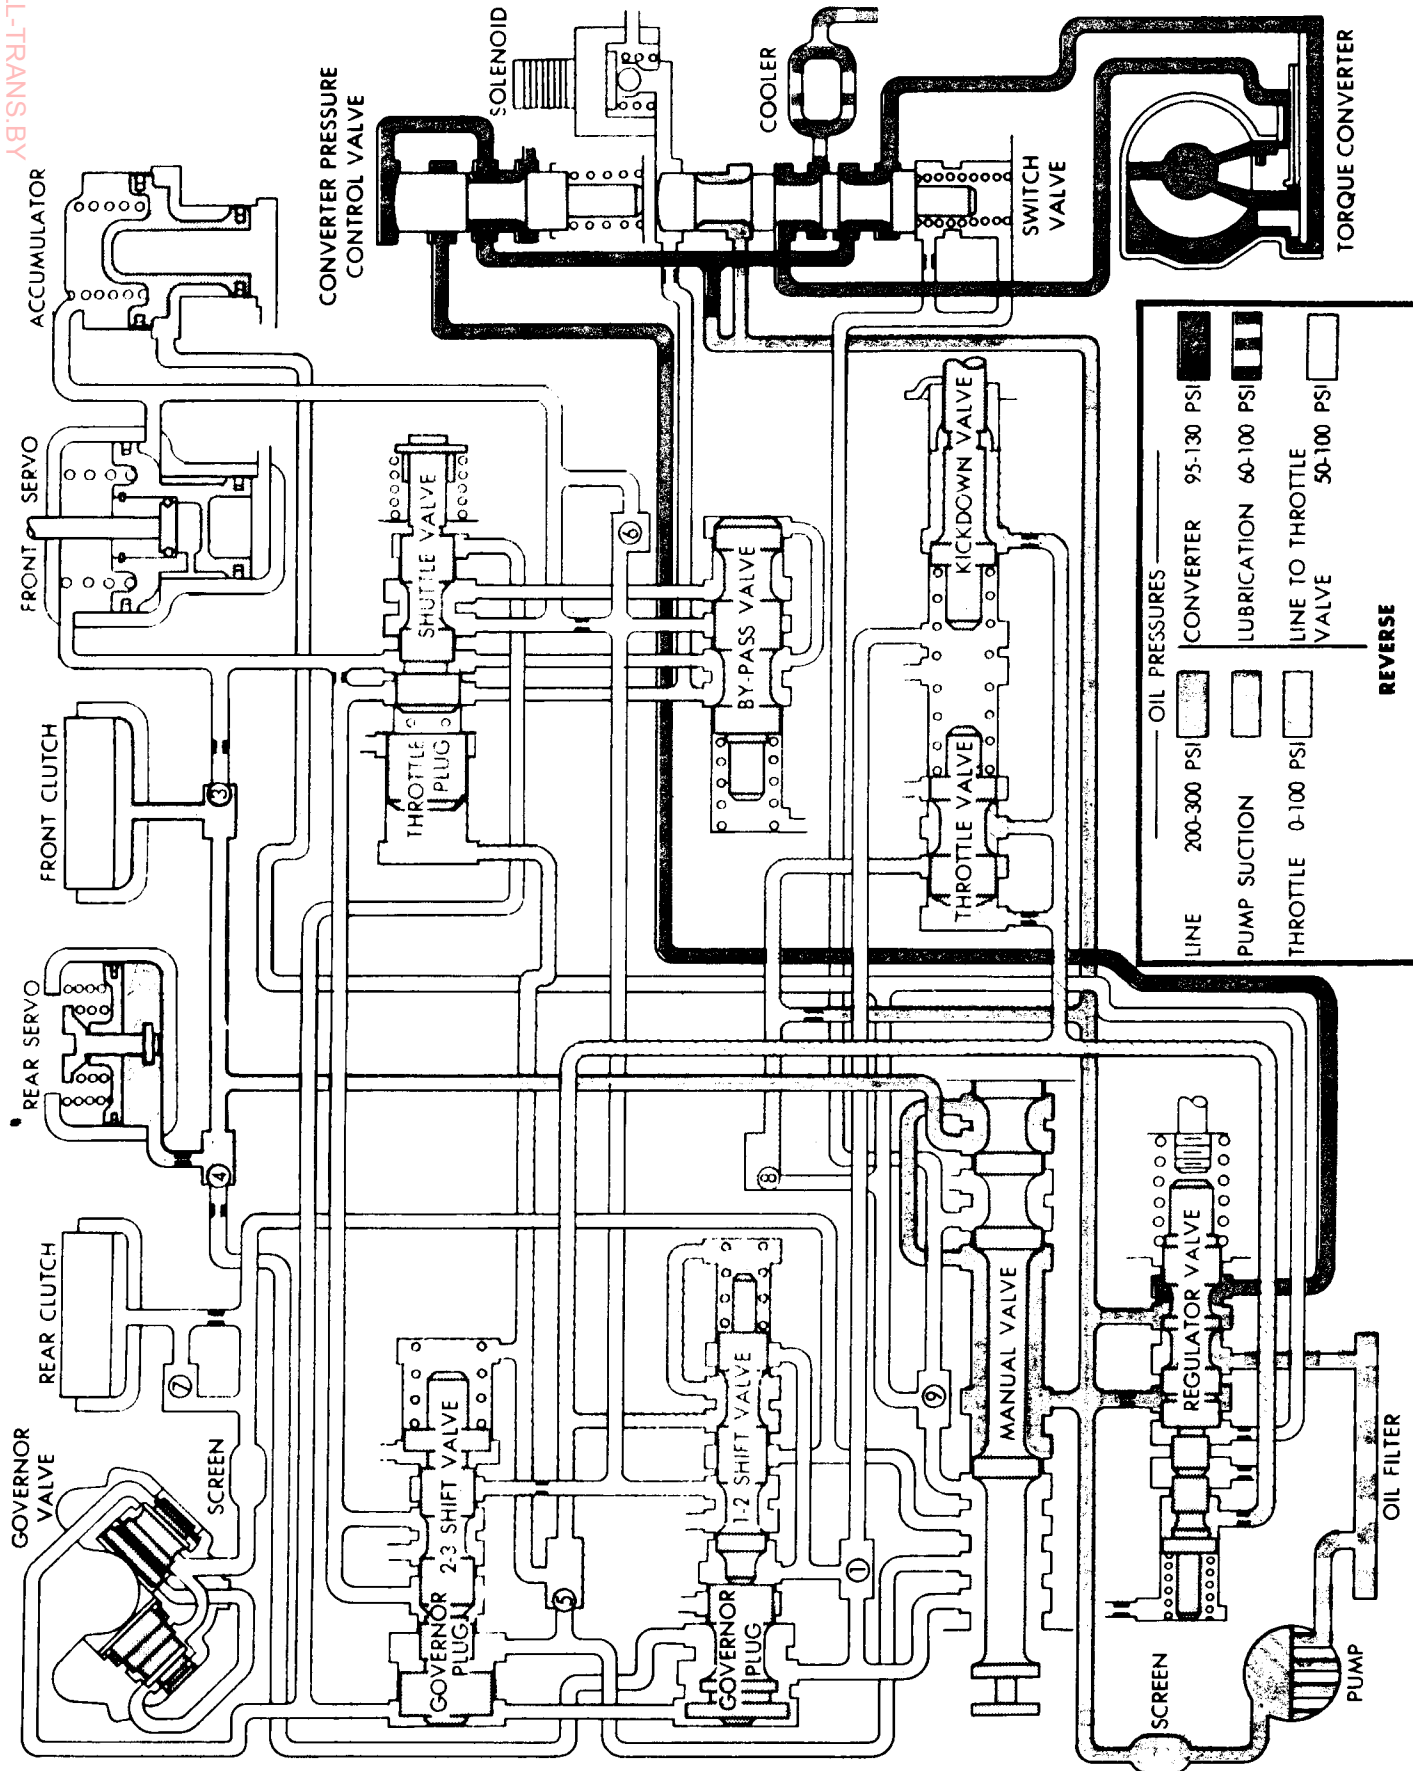 LL-TRANS.BY
GOVERNOR
VALVE
REAR CLUTCH
REAR SERVO
FRONT CLUTCH
FRONT SERVO
ACCUMULATOR
SCREEN
7
4
3
6
CONVERTER PRESSURE
CONTROL VALVE
SOLENOID
GOVERNOR
PLUG
2-3 SHIFT VALVE
THROTTLE
PLUG
SHUTTLE VALVE
5
GOVERNOR
PLUG
1-2 SHIFT VALVE
8
BY-PASS VALVE
COOLER
1
9
THROTTLE VALVE
KICKDOWN VALVE
SWITCH
VALVE
MANUAL VALVE
REGULATOR VALVE
SCREEN
PUMP
OIL FILTER
TORQUE CONVERTER
OIL PRESSURES
LINE 200-300 PSI
PUMP SUCTION
THROTTLE 0-100 PSI
CONVERTER 95-130 PSI
LUBRICATION 60-100 PSI
LINE TO THROTTLE
VALVE 50-100 PSI
REVERSE